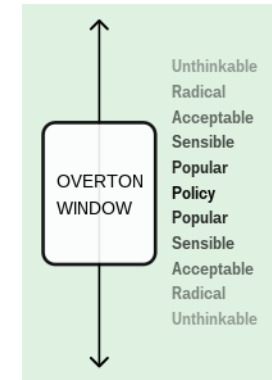 OVERTON
WINDOW
Unthinkable
Radical
Acceptable
Sensible
Popular
Policy
Popular
Sensible
Acceptable
Radical
Unthinkable